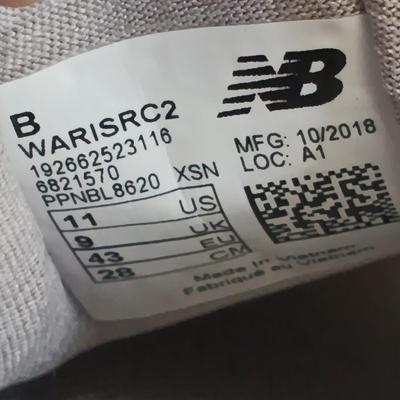 NB
B
WARISRC2
192662523116
6821570
PPNBL8620 XSN
MFG: 10/2018
LOC: A1
11 US
9 UK
43 EU
28 CM
Made in Vietnam
Fabriqué au Vietnam